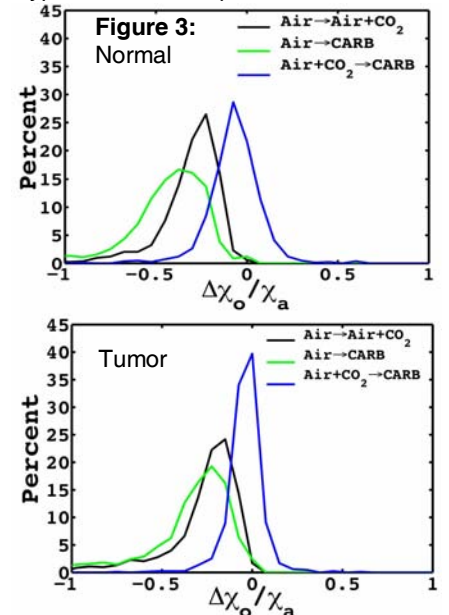 Figure 3:
Normal
Air→Air+CO₂
Air→CARB
Air+CO₂→CARB
Percent
45
40
35
30
25
20
15
10
5
0
−1
−0.5
0
0.5
1
Δχₒ/χₐ
Tumor
Air→Air+CO₂
Air→CARB
Air+CO₂→CARB
Percent
45
40
35
30
25
20
15
10
5
0
−1
−0.5
0
0.5
1
Δχₒ/χₐ